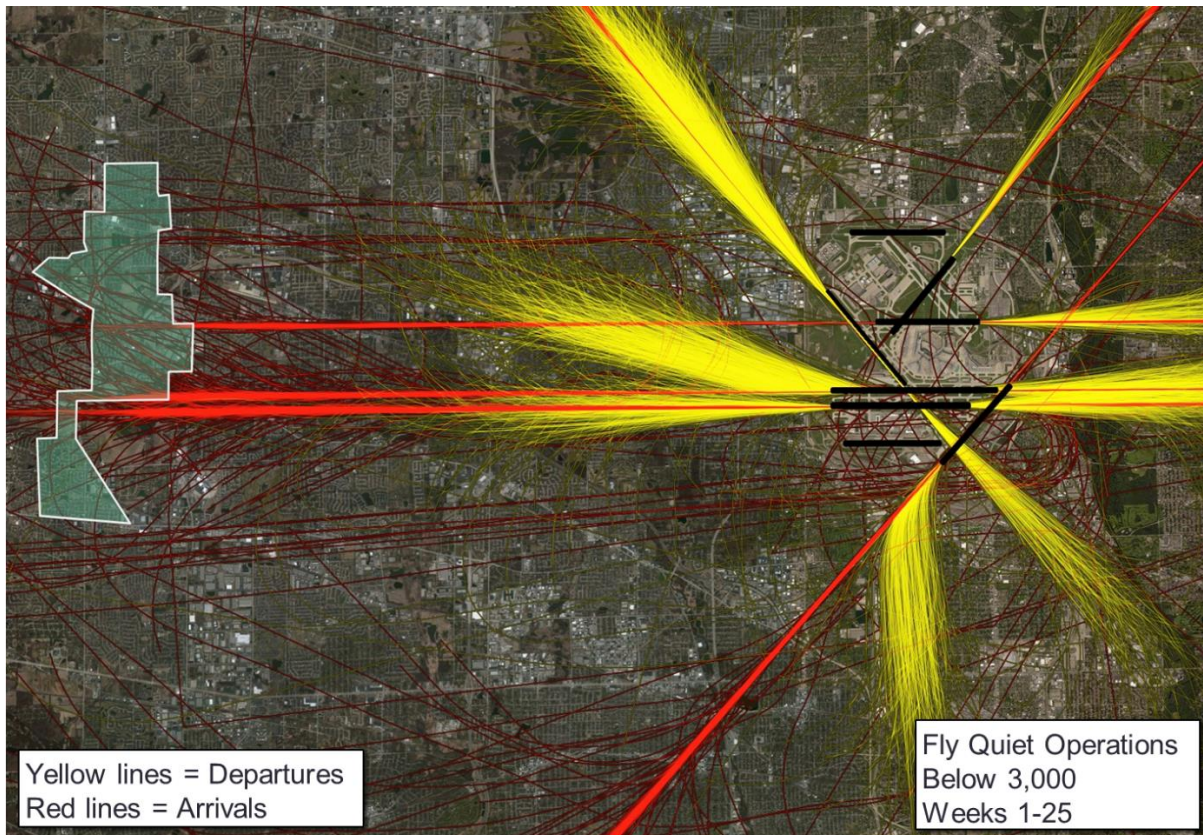 Yellow lines = Departures
Red lines = Arrivals
Fly Quiet Operations
Below 3,000
Weeks 1-25